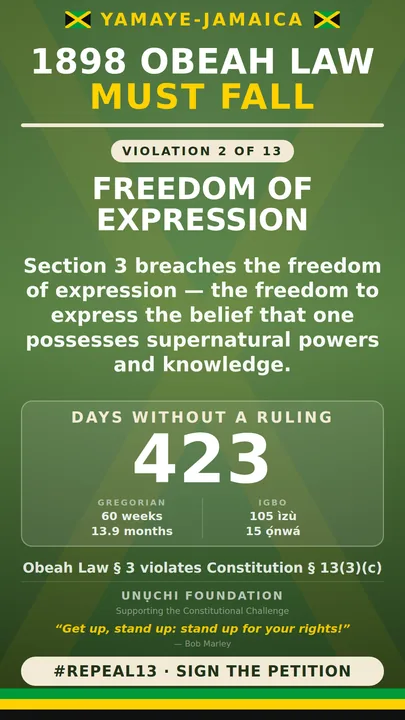 YAMAYE-JAMAICA
1898 OBEAH LAW
MUST FALL
VIOLATION 2 OF 13
FREEDOM OF
EXPRESSION
Section 3 breaches the freedom
of expression — the freedom to
express the belief that one
possesses supernatural powers
and knowledge.
DAYS WITHOUT A RULING
423
GREGORIAN
60 weeks
13.9 months
IGBO
105 ìzù
15 ọ́nwá
Obeah Law § 3 violates Constitution § 13(3)(c)
UNỤCHI FOUNDATION
Supporting the Constitutional Challenge
“Get up, stand up: stand up for your rights!”
— Bob Marley
#REPEAL13 · SIGN THE PETITION